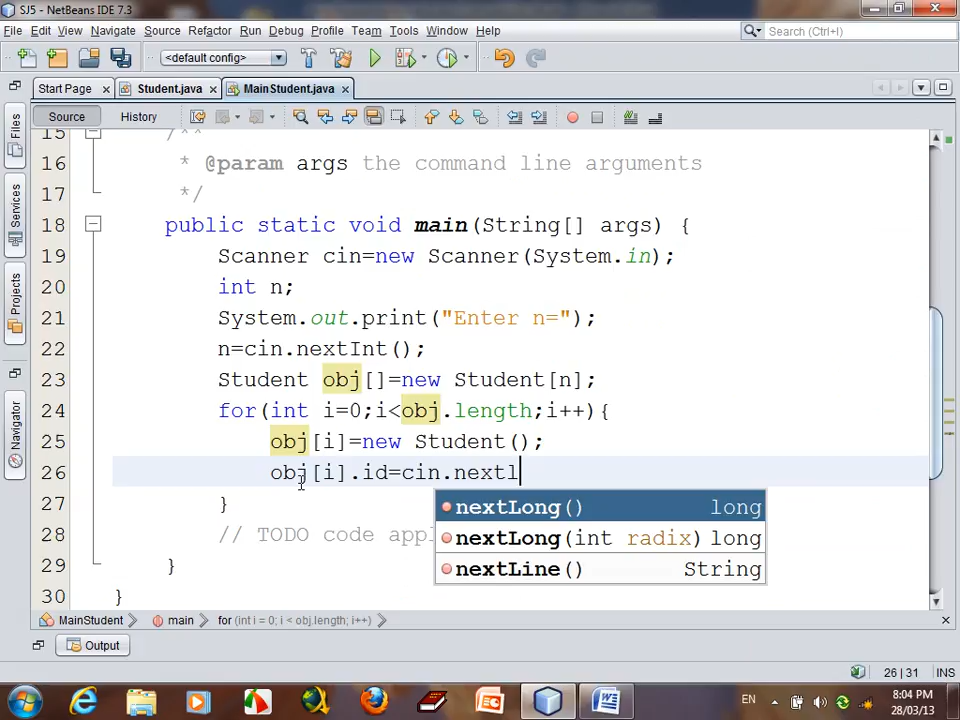 SJ5 - NetBeans IDE 7.3
File Edit View Navigate Source Refactor Run Debug Profile Team Tools Window Help
Search (Ctrl+I)
<default config>
Start Page Student.java MainStudent.java
Source History
Files
Services
Projects
Navigator
15 /**
16 * @param args the command line arguments
17 */
18 public static void main(String[] args) {
19 Scanner cin=new Scanner(System.in);
20 int n;
21 System.out.print("Enter n=");
22 n=cin.nextInt();
23 Student obj[]=new Student[n];
24 for(int i=0;i<obj.length;i++){
25 obj[i]=new Student();
26 obj[i].id=cin.nextl
nextLong() long
nextLong(int radix) long
nextLine() String
27 }
28 // TODO code appl
29 }
30 }
MainStudent main for (int i = 0; i < obj.length; i++)
Output
26 | 31 INS
EN
8:04 PM
28/03/13